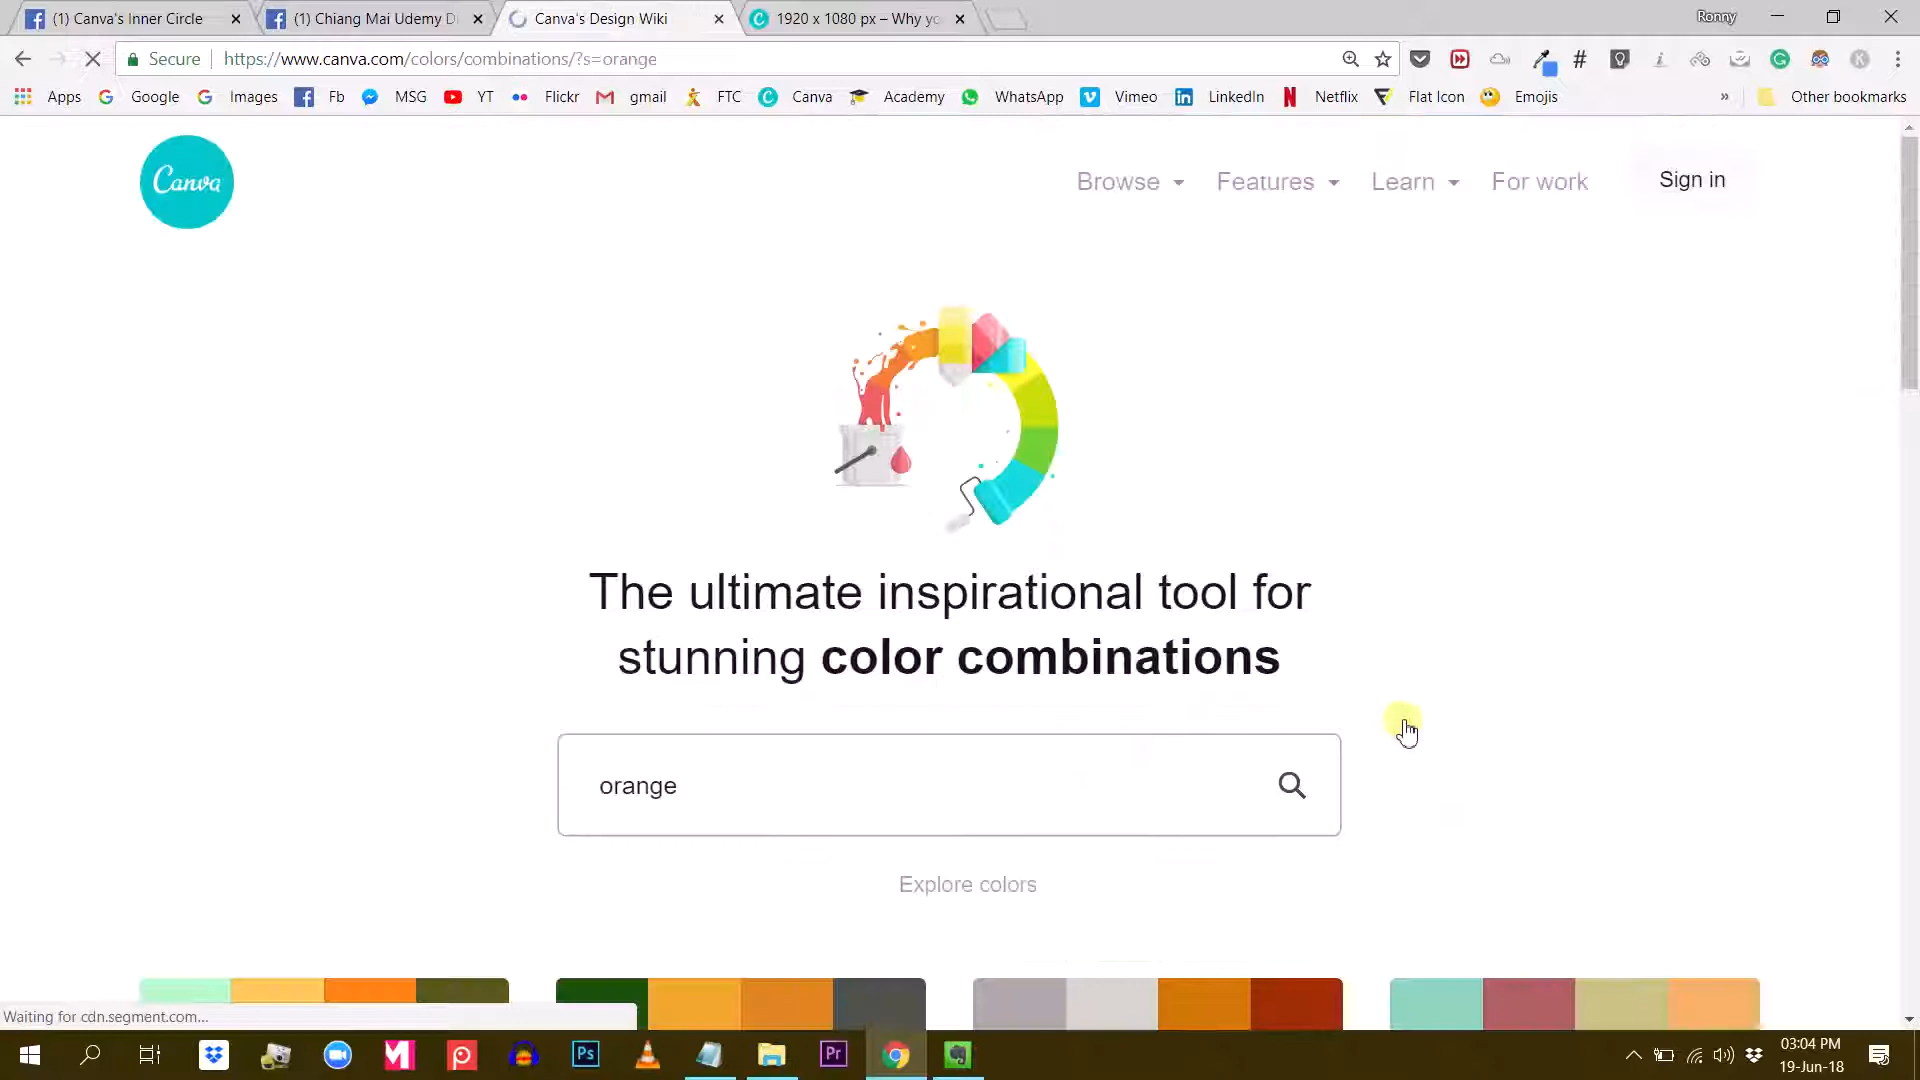 (1) Canva's Inner Circle
(1) Chiang Mai Udemy D
Canva's Design Wiki
1920 x 1080 px – Why yo
Ronny
Secure
https://www.canva.com/colors/combinations/?s=orange
Apps
Google
Images
Fb
MSG
YT
Flickr
gmail
FTC
Canva
Academy
WhatsApp
Vimeo
LinkedIn
Netflix
Flat Icon
Emojis
»
Other bookmarks
Canva
Browse
Features
Learn
For work
Sign in
The ultimate inspirational tool for
stunning color combinations
orange
Explore colors
Waiting for cdn.segment.com...
Ps
Pr
03:04 PM
19-Jun-18